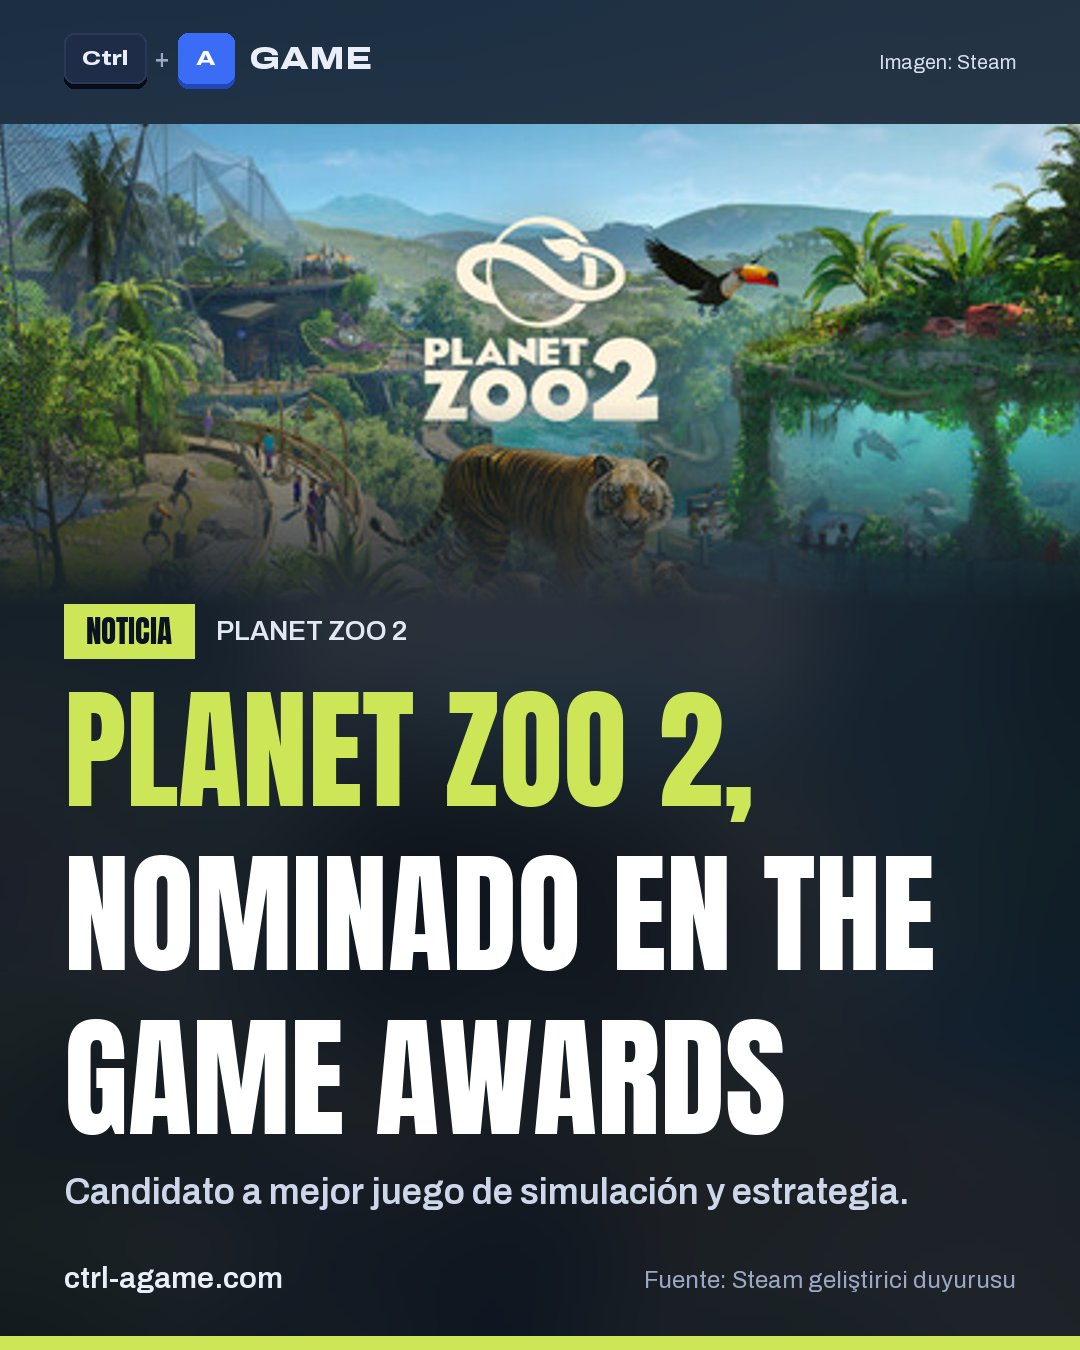 Ctrl + A GAME
Imagen: Steam
PLANET
ZOO 2
NOTICIA PLANET ZOO 2
PLANET ZOO 2,
NOMINADO EN THE
GAME AWARDS
Candidato a mejor juego de simulación y estrategia.
ctrl-agame.com
Fuente: Steam geliştirici duyurusu